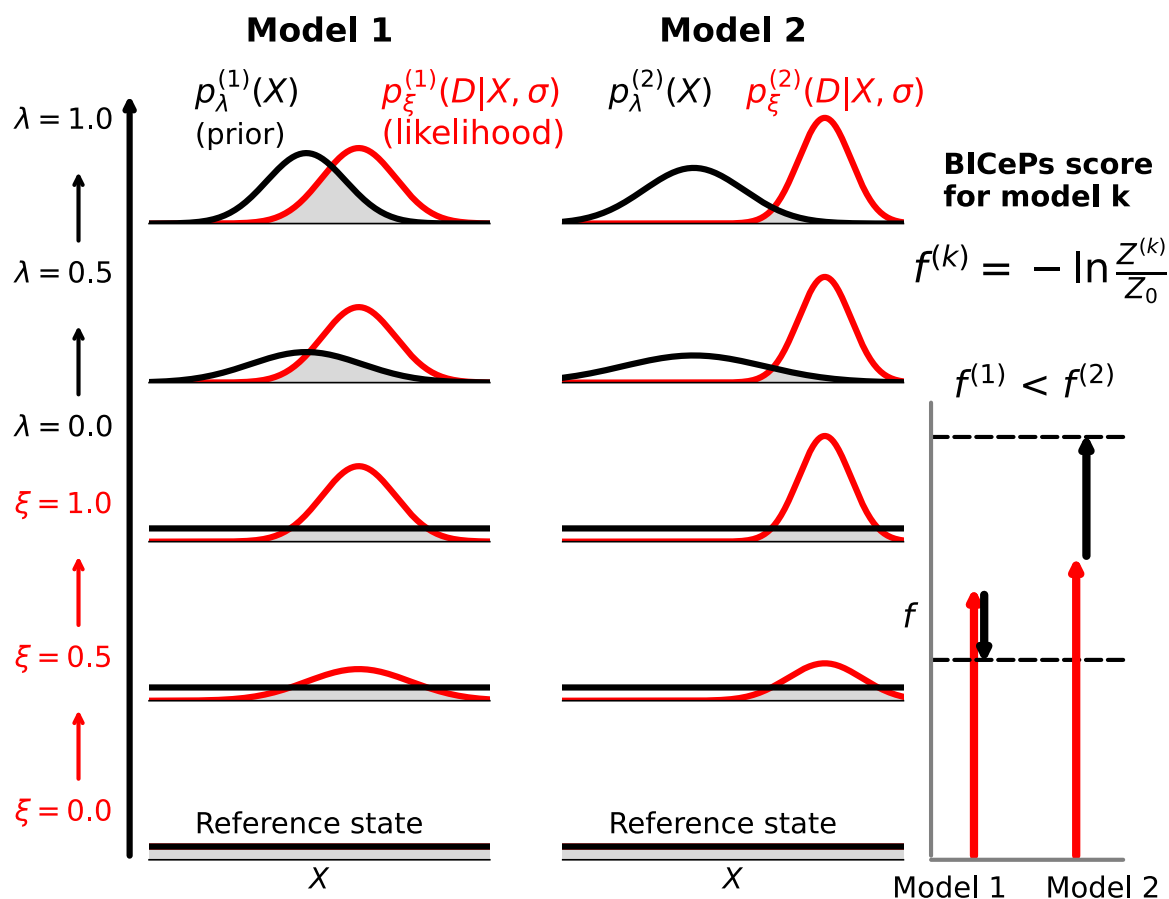 Model 1
Model 2
p_λ^{(1)}(X)
(prior)
p_ξ^{(1)}(D|X, σ)
(likelihood)
p_λ^{(2)}(X)
p_ξ^{(2)}(D|X, σ)
λ = 1.0
λ = 0.5
λ = 0.0
ξ = 1.0
ξ = 0.5
ξ = 0.0
Reference state
X
Reference state
X
BICePs score
for model k
f^{(k)} = − ln Z^{(k)}/Z_0
f^{(1)} < f^{(2)}
f
Model 1
Model 2